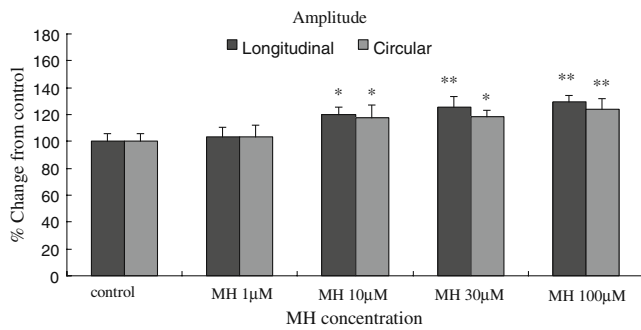 Amplitude
Longitudinal Circular
% Change from control
180
160
140
120
100
80
60
40
20
0
* * ** * ** **
control MH 1µM MH 10µM MH 30µM MH 100µM
MH concentration